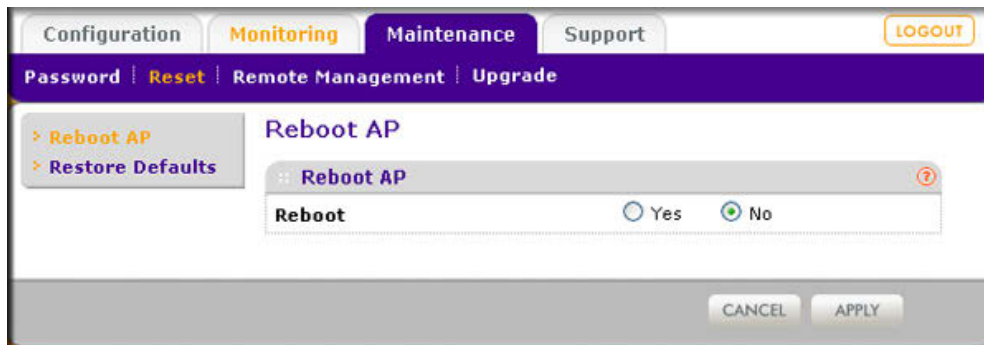 Configuration Monitoring Maintenance Support LOGOUT
Password Reset Remote Management Upgrade
> Reboot AP
> Restore Defaults
Reboot AP
Reboot AP ?
Reboot Yes No
CANCEL APPLY